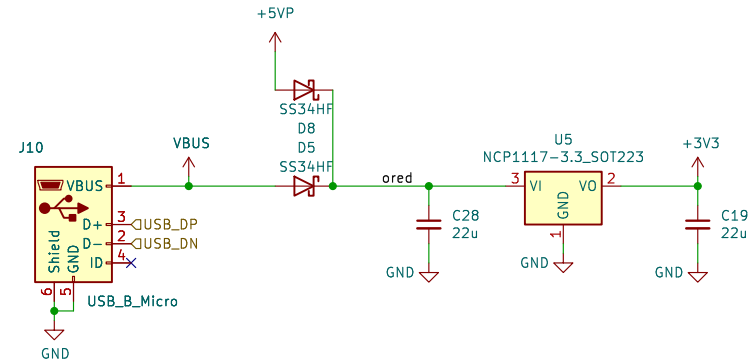 +5VP
SS34HF
D8
D5
SS34HF
J10
VBUS
U5
NCP1117-3.3_SOT223
+3V3
VBUS
1
ored
3
VI
VO
2
GND
1
D+
3
USB_DP
D-
2
USB_DN
ID
4
Shield
GND
6
5
USB_B_Micro
GND
C28
22u
GND
GND
C19
22u
GND